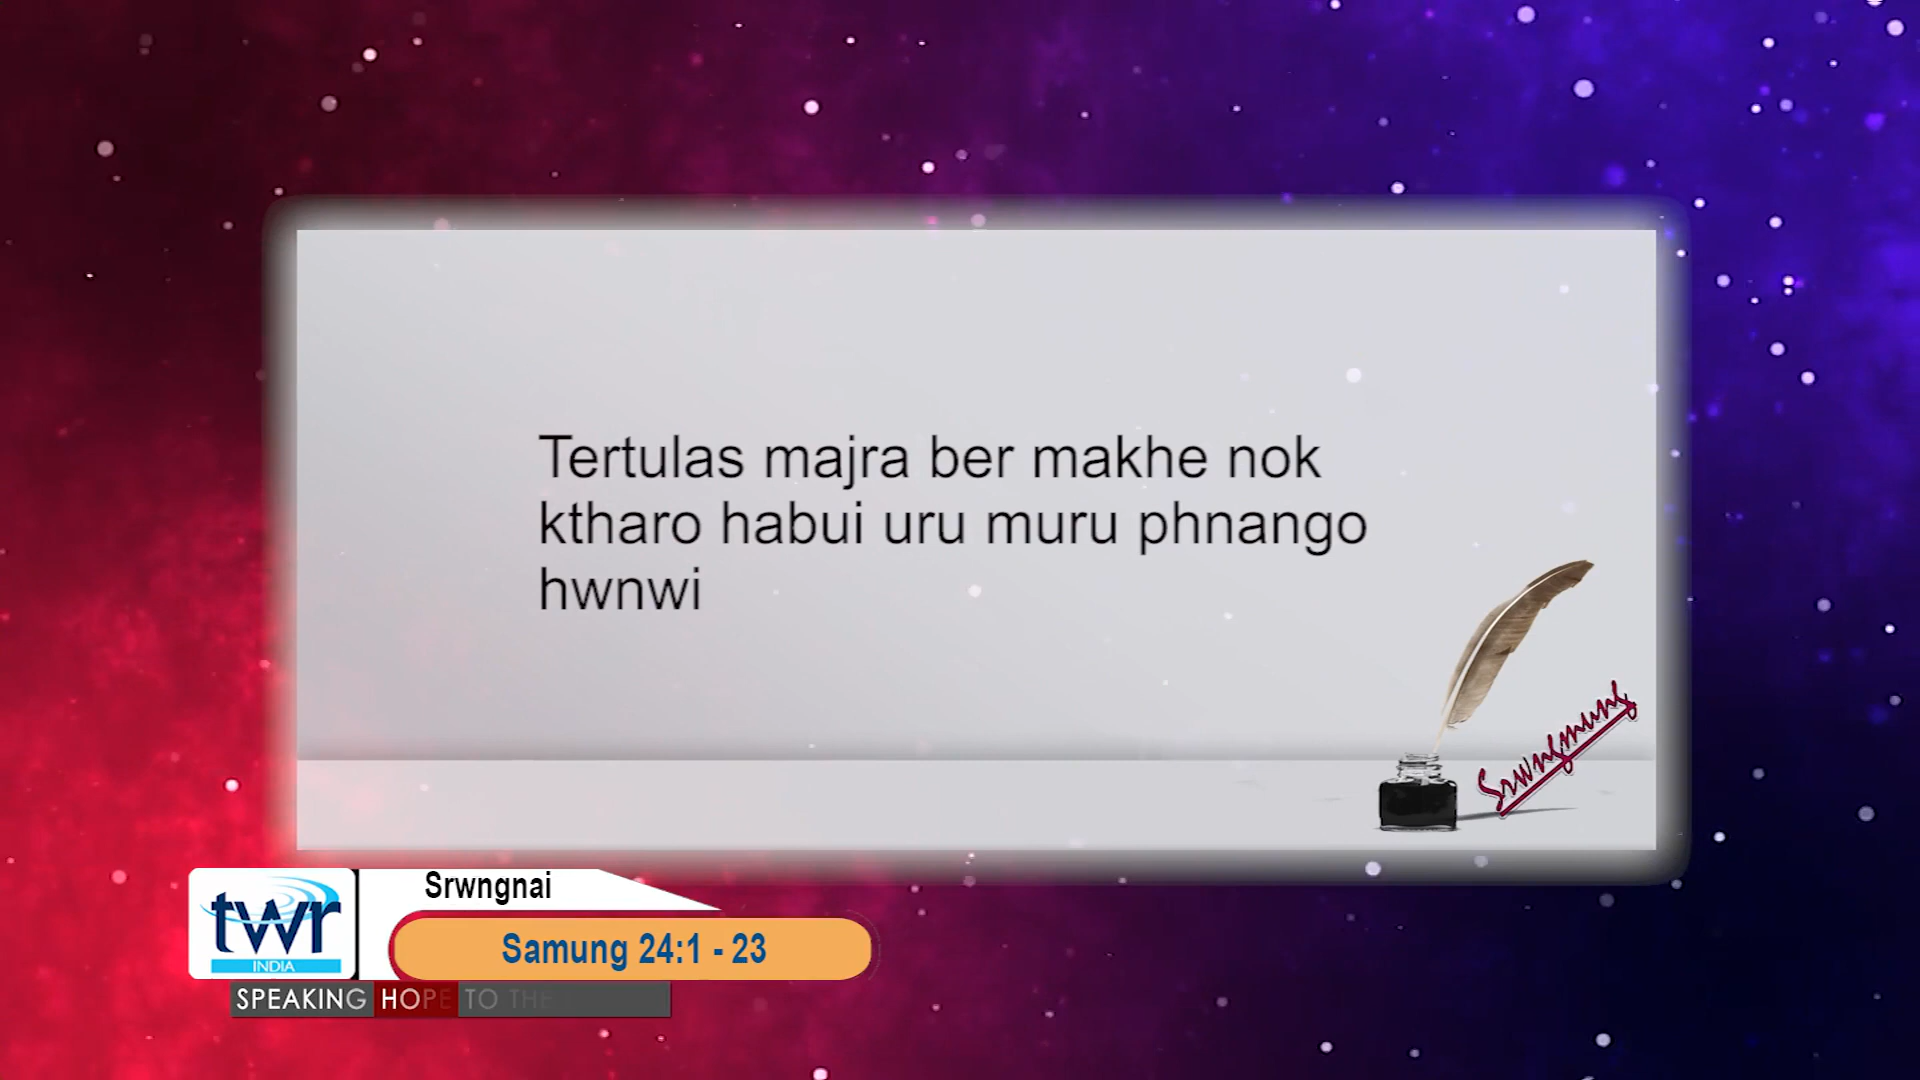 Tertulas majra ber makhe nok
ktharo habui uru muru phnango
hwnwi
Srwngmung
twr
INDIA
Srwngnai
Samung 24:1 - 23
SPEAKING HOPE TO THE